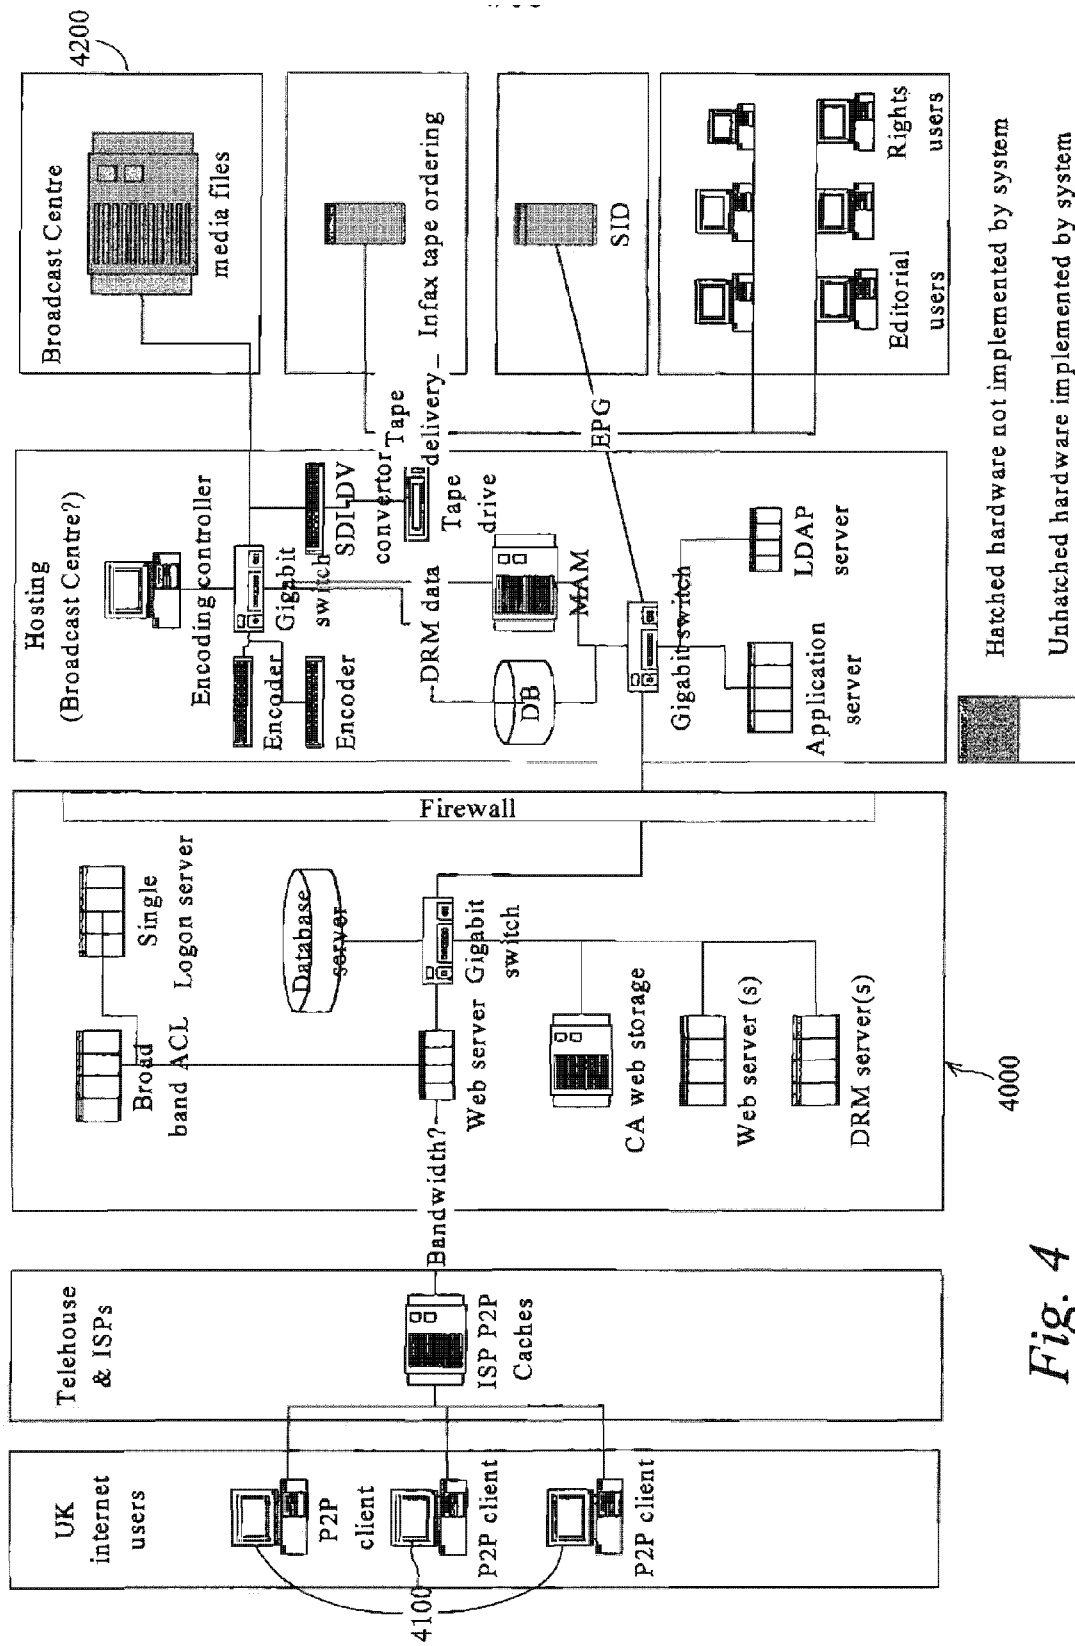 UK
internet
users
P2P
client
P2P client
P2P client
4100
Telehouse
& ISPs
ISP P2P
Caches
Bandwidth?
Broad
band ACL
Single
Logon server
Database
server
Web server
Gigabit
switch
CA web storage
Web server (s)
DRM server(s)
Firewall
4000
Hosting
(Broadcast Centre?)
Encoding controller
Encoder
Encoder
Gigabit
switch
SDI-DV
convertor
Tape
drive
DRM data
DB
MAM
Gigabit switch
Application
server
LDAP
server
Tape
delivery
EPG
Broadcast Centre
media files
4200
Infax tape ordering
SID
Editorial
users
Rights
users
Hatched hardware not implemented by system
Unhatched hardware implemented by system
Fig. 4